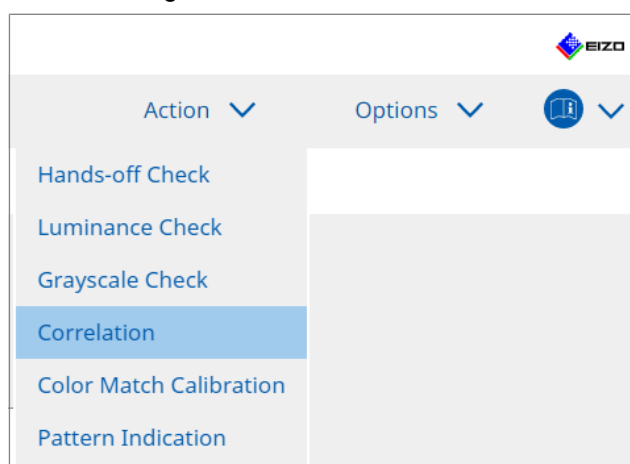 EIZO
Action
Options
Hands-off Check
Luminance Check
Grayscale Check
Correlation
Color Match Calibration
Pattern Indication